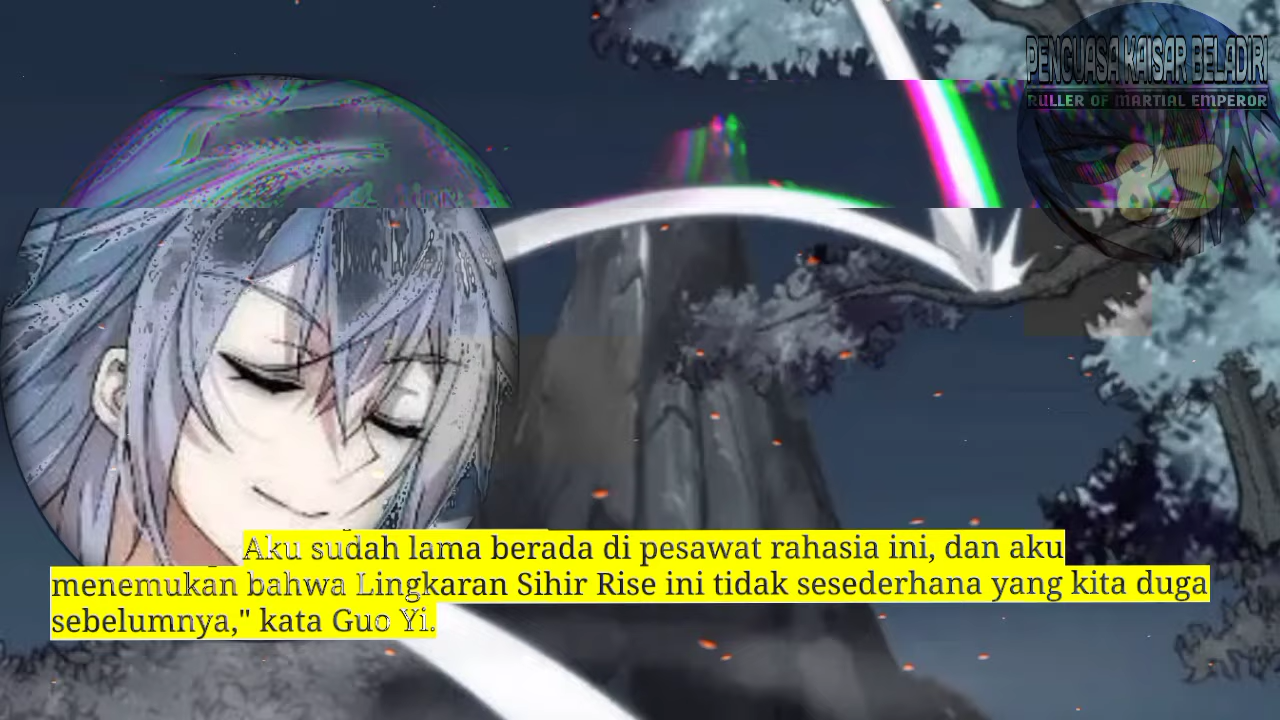 PENGUASA KAISAR BELADIRI
RULLER OF MARTIAL EMPEROR
83
Aku sudah lama berada di pesawat rahasia ini, dan aku
menemukan bahwa Lingkaran Sihir Rise ini tidak sesederhana yang kita duga
sebelumnya," kata Guo Yi.